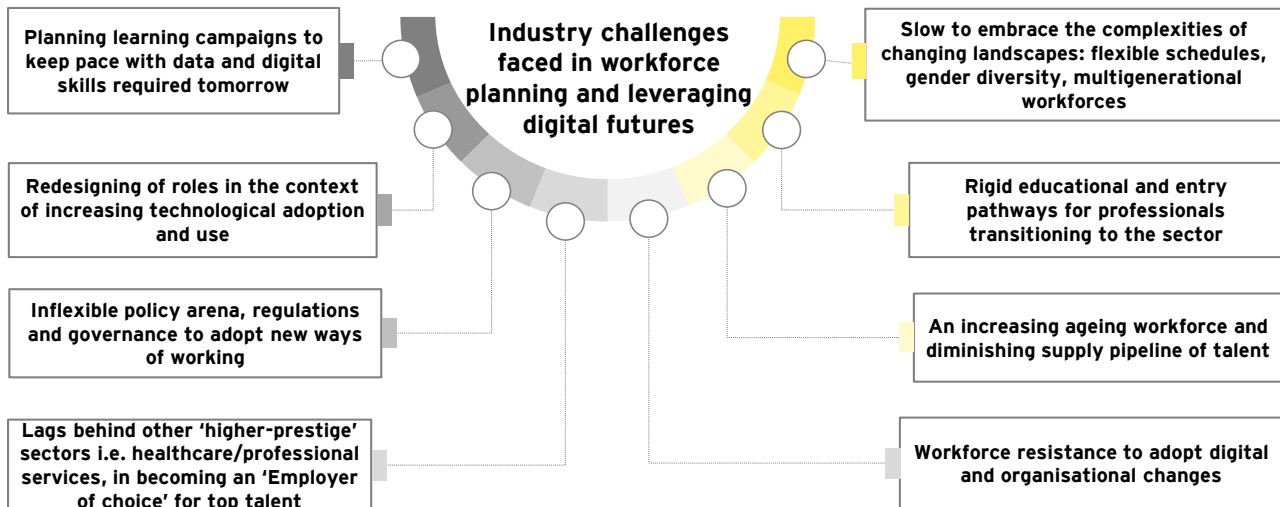 Industry challenges
faced in workforce
planning and leveraging
digital futures
Planning learning campaigns to
keep pace with data and digital
skills required tomorrow
Redesigning of roles in the context
of increasing technological adoption
and use
Inflexible policy arena, regulations
and governance to adopt new ways
of working
Lags behind other ‘higher-prestige’
sectors i.e. healthcare/professional
services, in becoming an ‘Employer
of choice’ for top talent
Slow to embrace the complexities of
changing landscapes: flexible schedules,
gender diversity, multigenerational
workforces
Rigid educational and entry
pathways for professionals
transitioning to the sector
An increasing ageing workforce and
diminishing supply pipeline of talent
Workforce resistance to adopt digital
and organisational changes